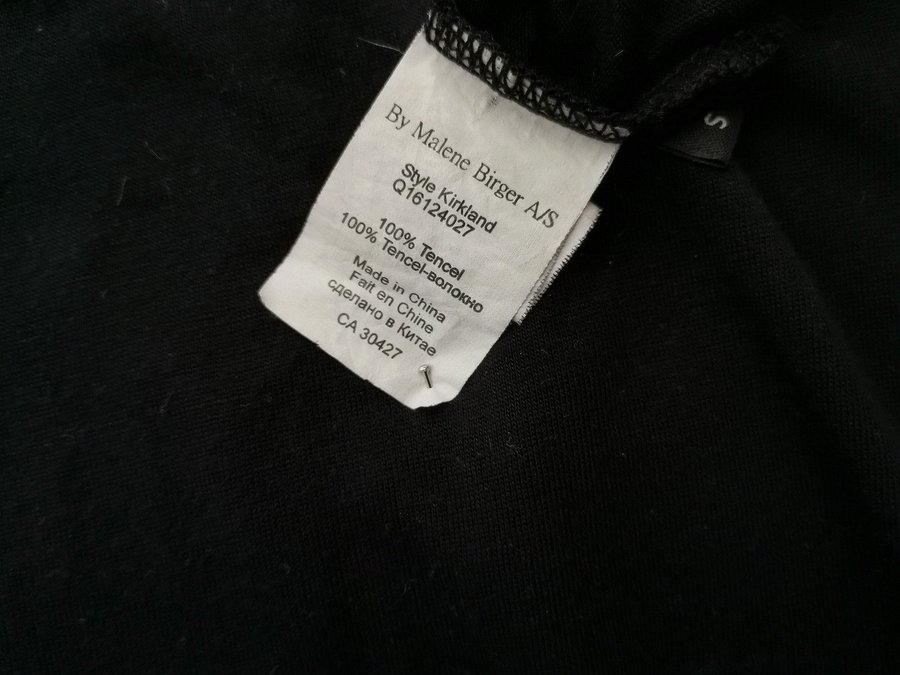 By Malene Birger A/S
Style Kirkland
Q16124027
100% Tencel
100% Tencel-волокно
Made in China
Fait en Chine
сделано в Китае
CA 30427
S